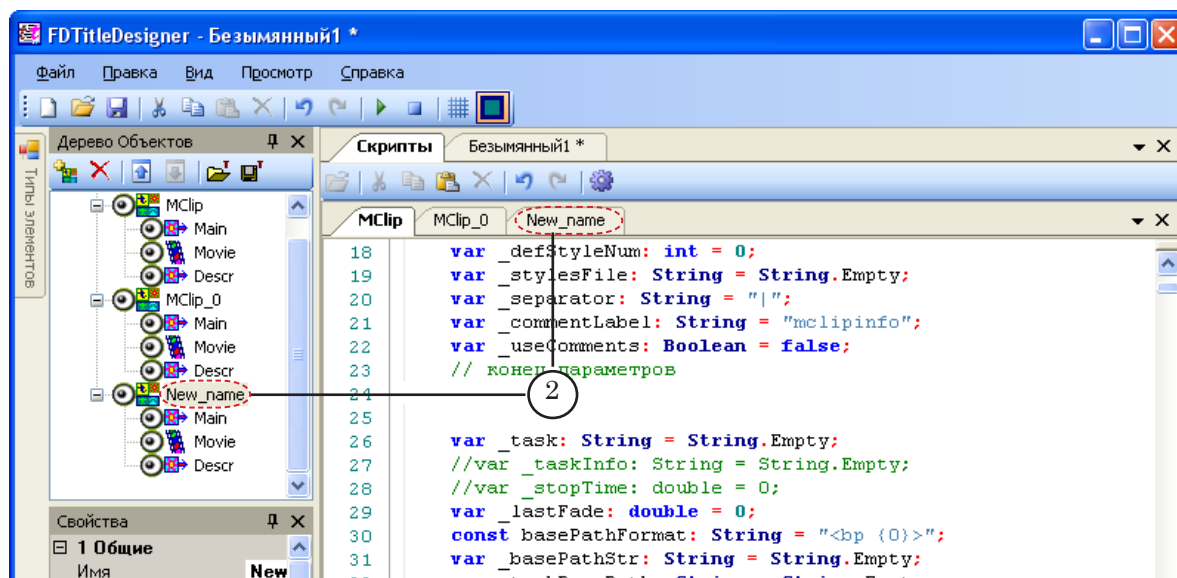 FDTitleDesigner - Безымянный1 *
Файл Правка Вид Просмотр Справка
Типы элементов
Дерево Объектов
MClip
Main
Movie
Descr
MClip_0
Main
Movie
Descr
New_name
Main
Movie
Descr
Свойства
1 Общие
Имя New
Скрипты Безымянный1 *
MClip MClip_0 New_name
18 var _defStyleNum: int = 0;
19 var _stylesFile: String = String.Empty;
20 var _separator: String = "|";
21 var _commentLabel: String = "mclipinfo";
22 var _useComments: Boolean = false;
23 // конец параметров
24
25
26 var _task: String = String.Empty;
27 //var _taskInfo: String = String.Empty;
28 //var _stopTime: double = 0;
29 var _lastFade: double = 0;
30 const basePathFormat: String = "<bp {0}>";
31 var _basePathStr: String = String.Empty;
2